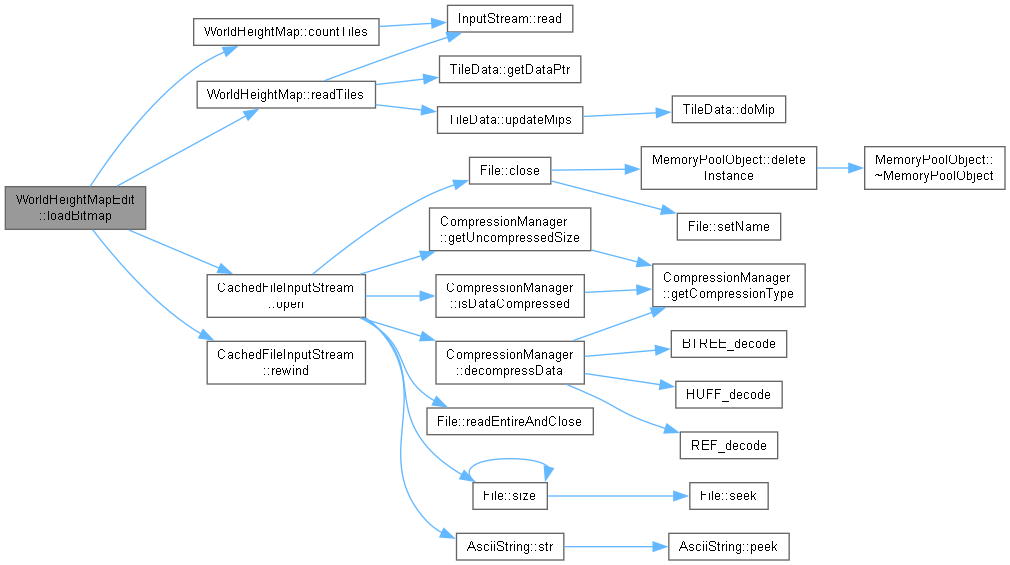 WorldHeightMapEdit
::loadBitmap
WorldHeightMap::countTiles
WorldHeightMap::readTiles
CachedFileInputStream
::open
CachedFileInputStream
::rewind
InputStream::read
TileData::getDataPtr
TileData::updateMips
TileData::doMip
File::close
MemoryPoolObject::delete
Instance
MemoryPoolObject::
~MemoryPoolObject
File::setName
CompressionManager
::getUncompressedSize
CompressionManager
::isDataCompressed
CompressionManager
::getCompressionType
CompressionManager
::decompressData
BTREE_decode
HUFF_decode
REF_decode
File::readEntireAndClose
File::size
File::seek
AsciiString::str
AsciiString::peek